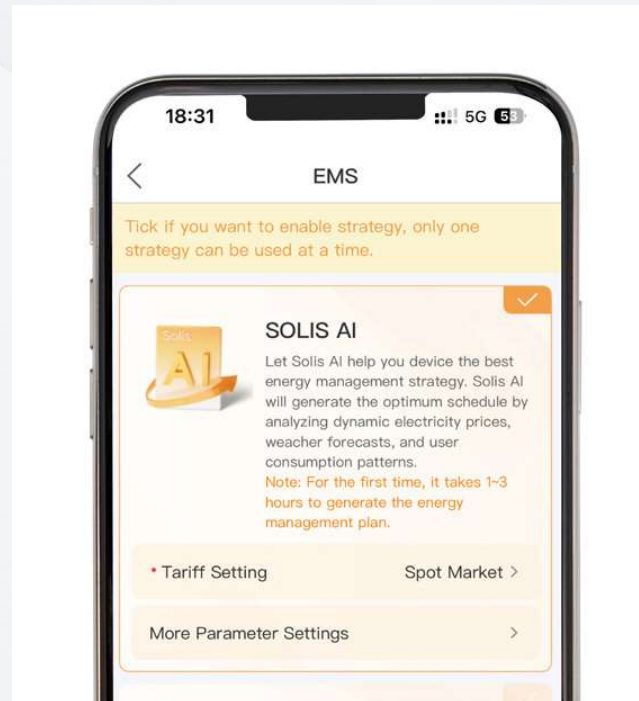 18:31
5G 53
EMS
Tick if you want to enable strategy, only one
strategy can be used at a time.
Solis
AI
SOLIS AI
Let Solis AI help you device the best
energy management strategy. Solis AI
will generate the optimum schedule by
analyzing dynamic electricity prices,
weacher forecasts, and user
consumption patterns.
Note: For the first time, it takes 1~3
hours to generate the energy
management plan.
* Tariff Setting Spot Market >
More Parameter Settings >